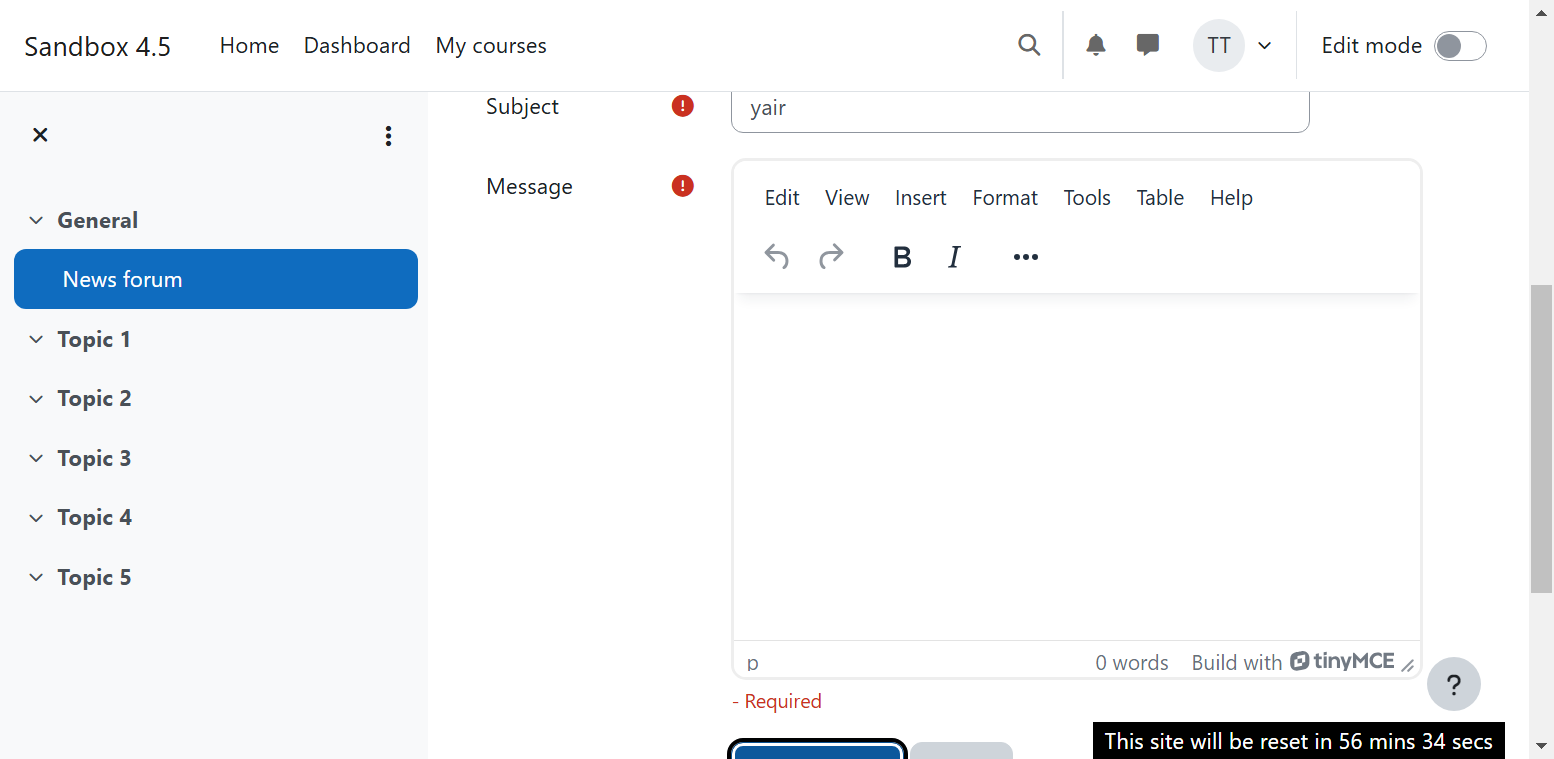 Sandbox 4.5 Home Dashboard My courses TT Edit mode
Subject yair
Message
Edit View Insert Format Tools Table Help
B I
General
News forum
Topic 1
Topic 2
Topic 3
Topic 4
Topic 5
p 0 words Build with tinyMCE
- Required
?
This site will be reset in 56 mins 34 secs